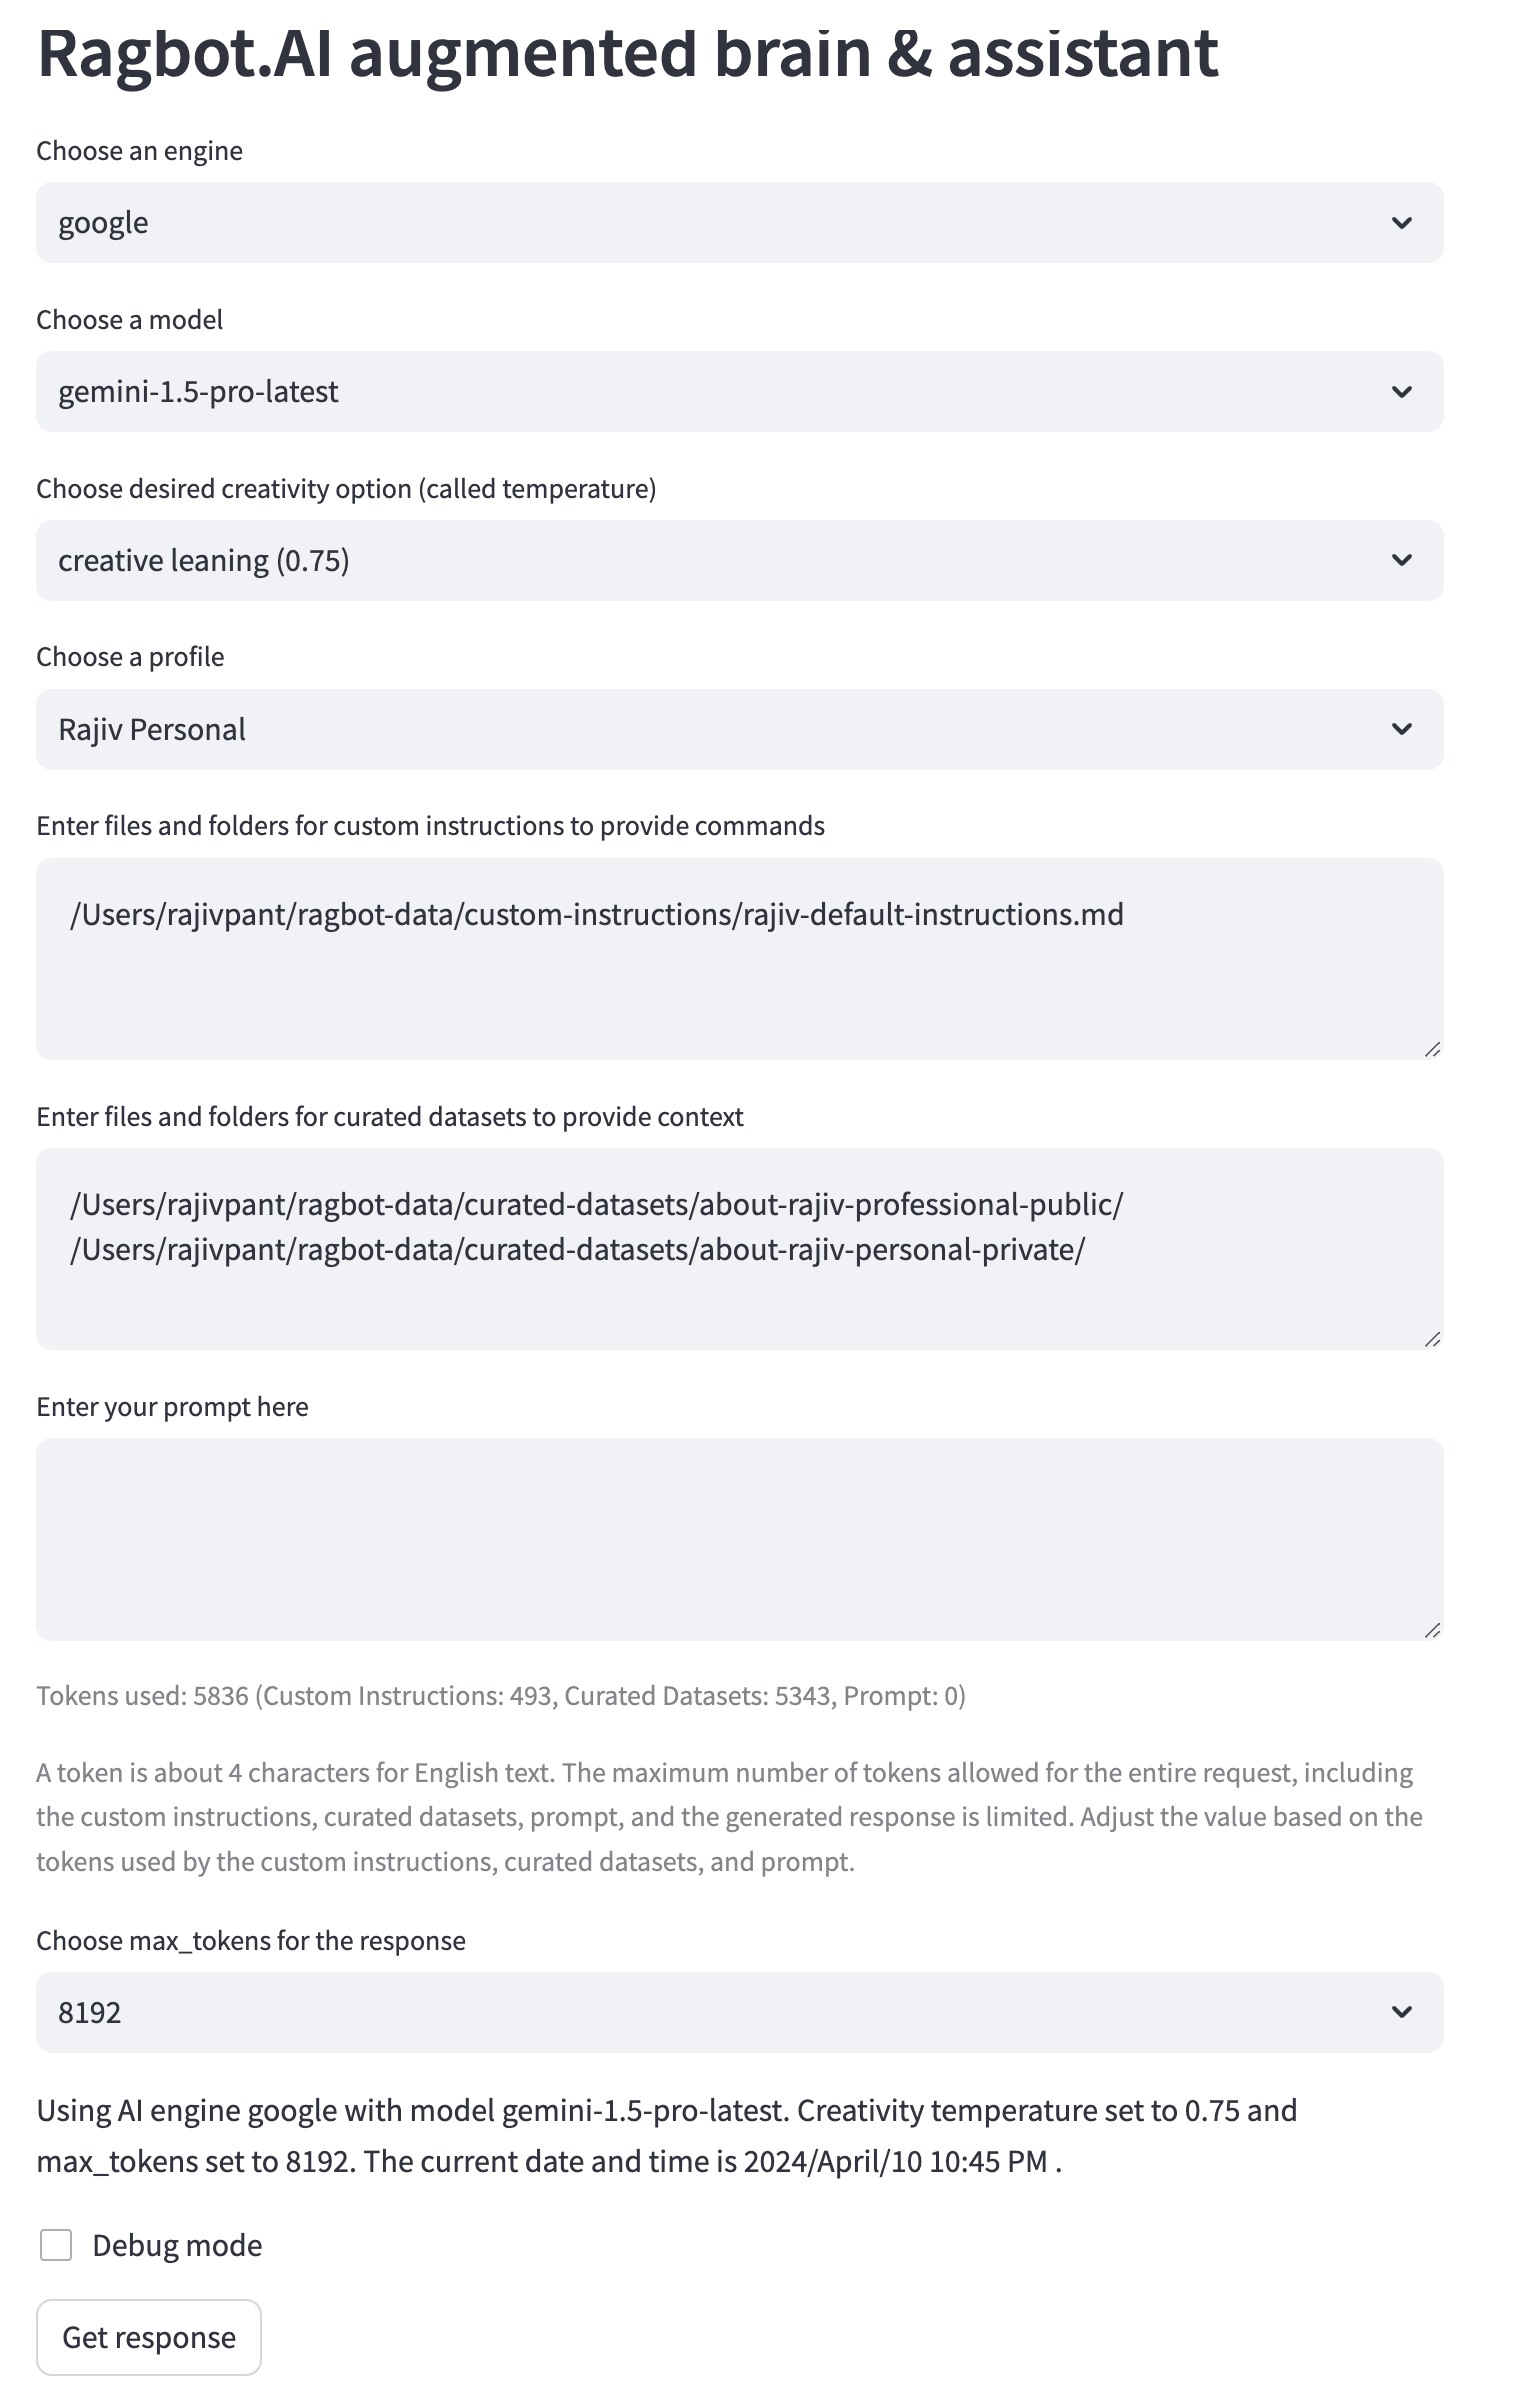 Ragbot.AI augmented brain & assistant
Choose an engine
google
Choose a model
gemini-1.5-pro-latest
Choose desired creativity option (called temperature)
creative leaning (0.75)
Choose a profile
Rajiv Personal
Enter files and folders for custom instructions to provide commands
/Users/rajivpant/ragbot-data/custom-instructions/rajiv-default-instructions.md
Enter files and folders for curated datasets to provide context
/Users/rajivpant/ragbot-data/curated-datasets/about-rajiv-professional-public/
/Users/rajivpant/ragbot-data/curated-datasets/about-rajiv-personal-private/
Enter your prompt here
Tokens used: 5836 (Custom Instructions: 493, Curated Datasets: 5343, Prompt: 0)
A token is about 4 characters for English text. The maximum number of tokens allowed for the entire request, including
the custom instructions, curated datasets, prompt, and the generated response is limited. Adjust the value based on the
tokens used by the custom instructions, curated datasets, and prompt.
Choose max_tokens for the response
8192
Using AI engine google with model gemini-1.5-pro-latest. Creativity temperature set to 0.75 and
max_tokens set to 8192. The current date and time is 2024/April/10 10:45 PM .
Debug mode
Get response